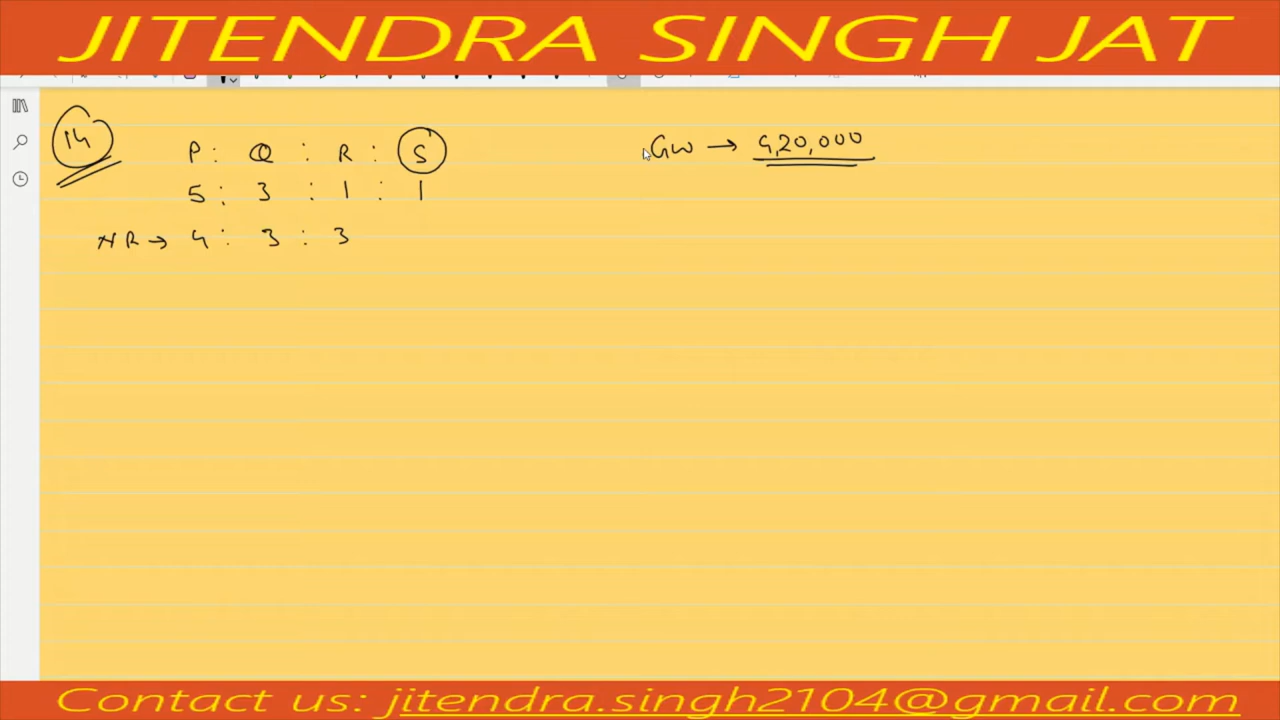 JITENDRA SINGH JAT
14
P : Q : R : S
GW → 4,20,000
5 : 3 : 1 : 1
NR → 4 : 3 : 3
Contact us: jitendra.singh2104@gmail.com